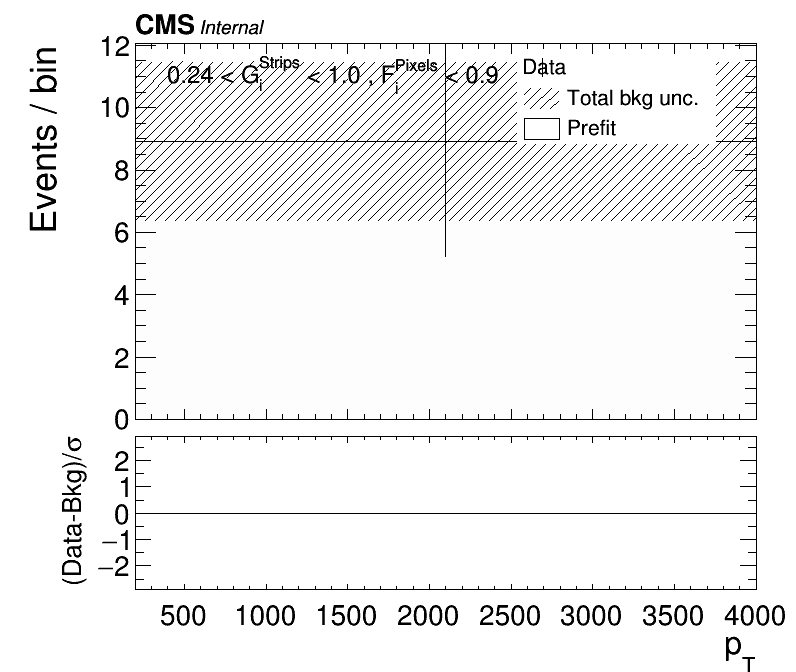 CMS Internal
Events / bin
12
10
8
6
4
2
0
0.24 < G_i^Strips < 1.0 , F_i^Pixels < 0.9
Data
Total bkg unc.
Prefit
(Data-Bkg)/σ
2
1
0
−1
−2
500 1000 1500 2000 2500 3000 3500 4000
p_T